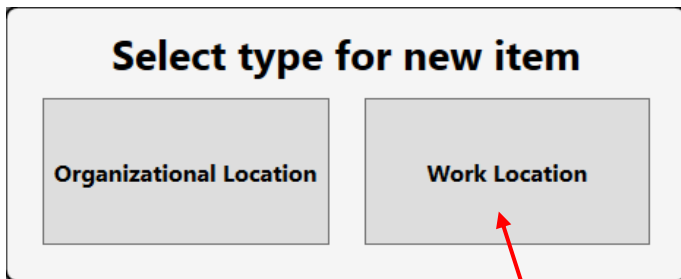 Select type for new item
Organizational Location
Work Location